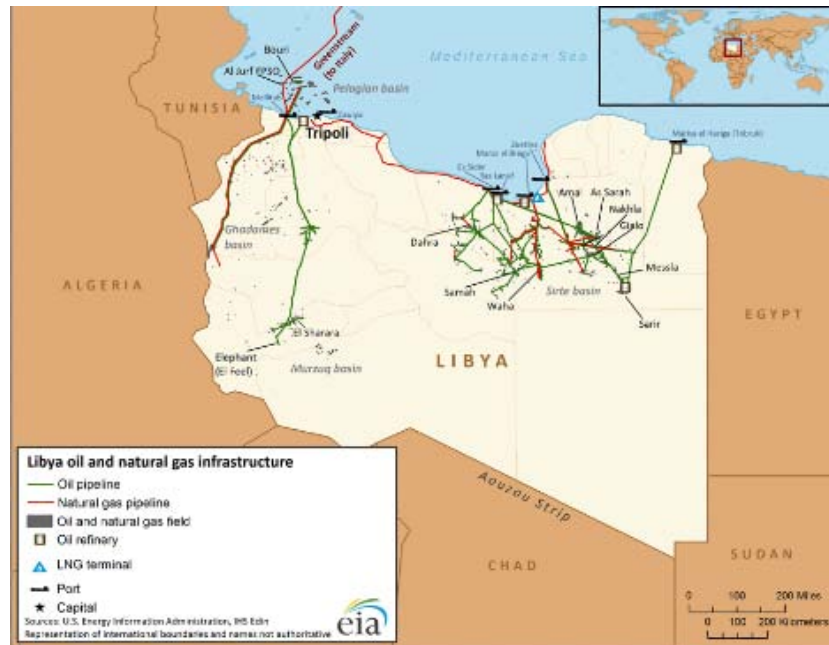 Bouri
Al Jurf FPSO
Greenstream
(to Italy)
Mediterranean Sea
Pelagian basin
TUNISIA
Tripoli
Zawiya
Zueitina
Marsa el Brega
Es Sider
Ras Lanuf
Marsa el Hariga (Tobruk)
Amal
As Sarah
Nakhla
Gialo
Ghadames
basin
Dahra
Messla
ALGERIA
Samah
Waha
Sirte basin
Sarir
EGYPT
El Sharara
Elephant
(El Feel)
Murzuq basin
LIBYA
Aouzou Strip
CHAD
SUDAN
Libya oil and natural gas infrastructure
Oil pipeline
Natural gas pipeline
Oil and natural gas field
Oil refinery
LNG terminal
Port
Capital
Sources: U.S. Energy Information Administration, IHS Edin
Representation of international boundaries and names not authoritative
eia
0 100 200 Miles
0 100 200 Kilometers